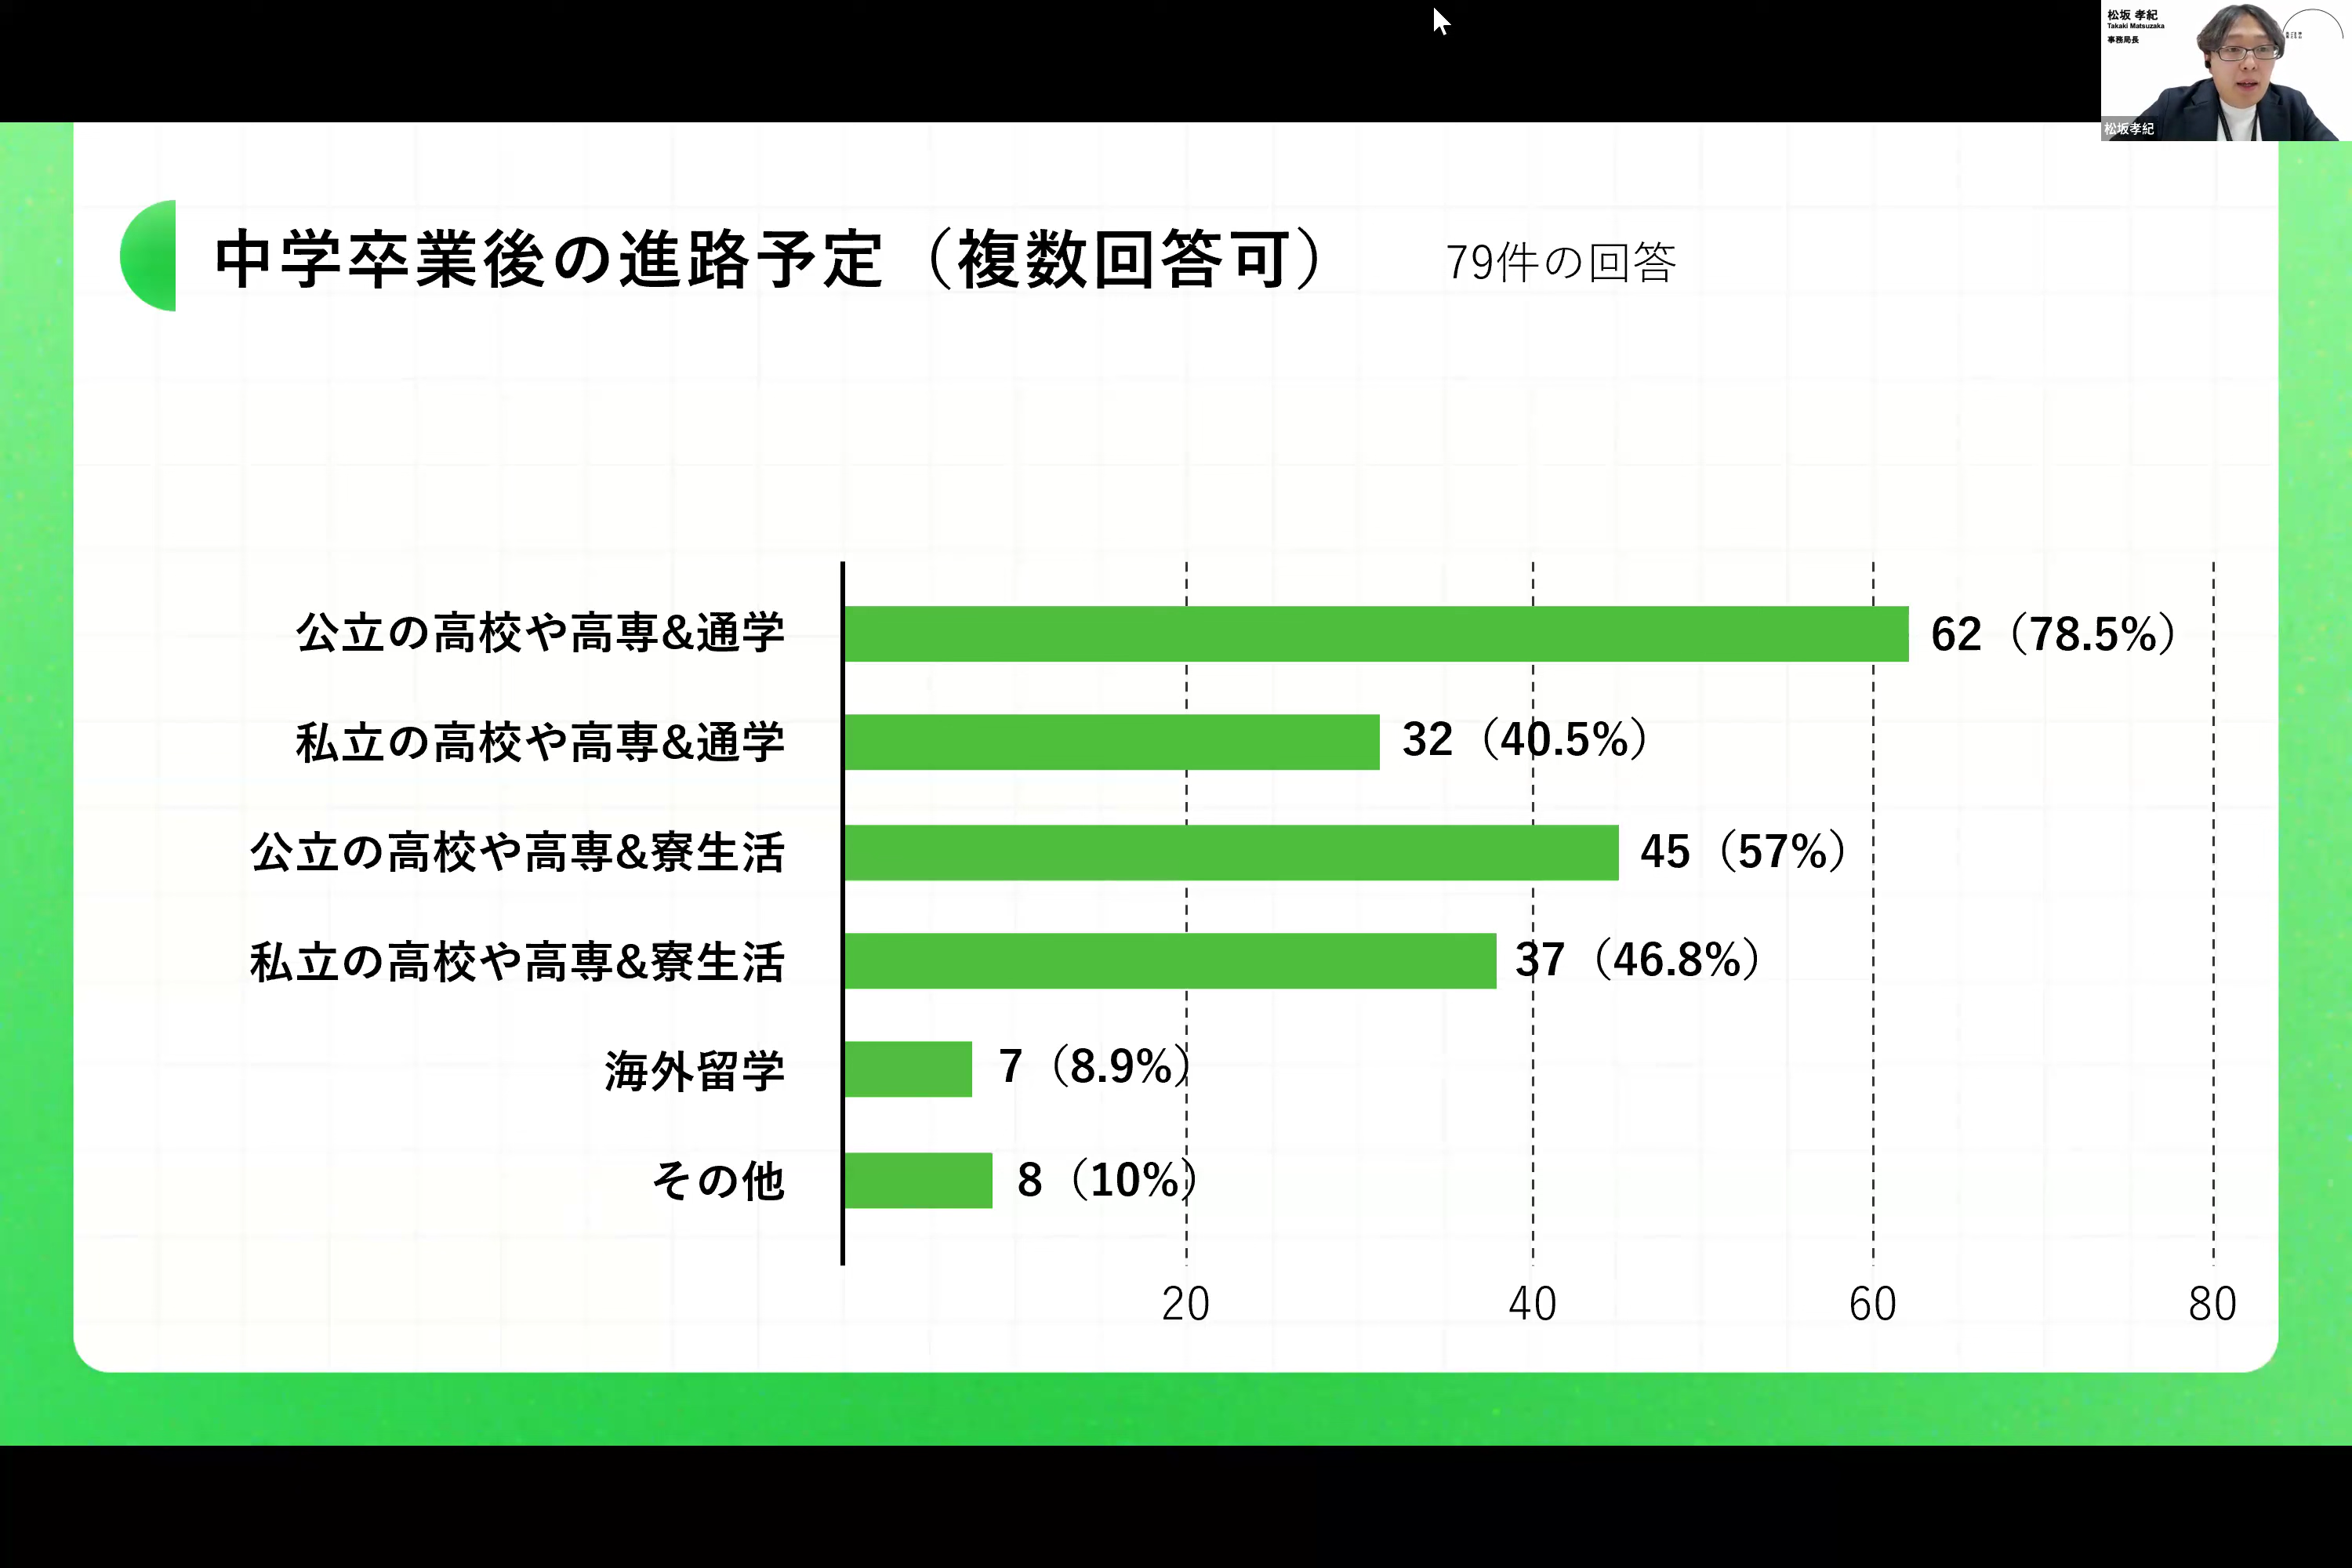 松坂 孝紀
Takaki Matsuzaka
事務局長
松坂孝紀
中学卒業後の進路予定（複数回答可）　79件の回答
公立の高校や高専&通学 62（78.5%）
私立の高校や高専&通学 32（40.5%）
公立の高校や高専&寮生活 45（57%）
私立の高校や高専&寮生活 37（46.8%）
海外留学 7（8.9%）
その他 8（10%）
20 40 60 80